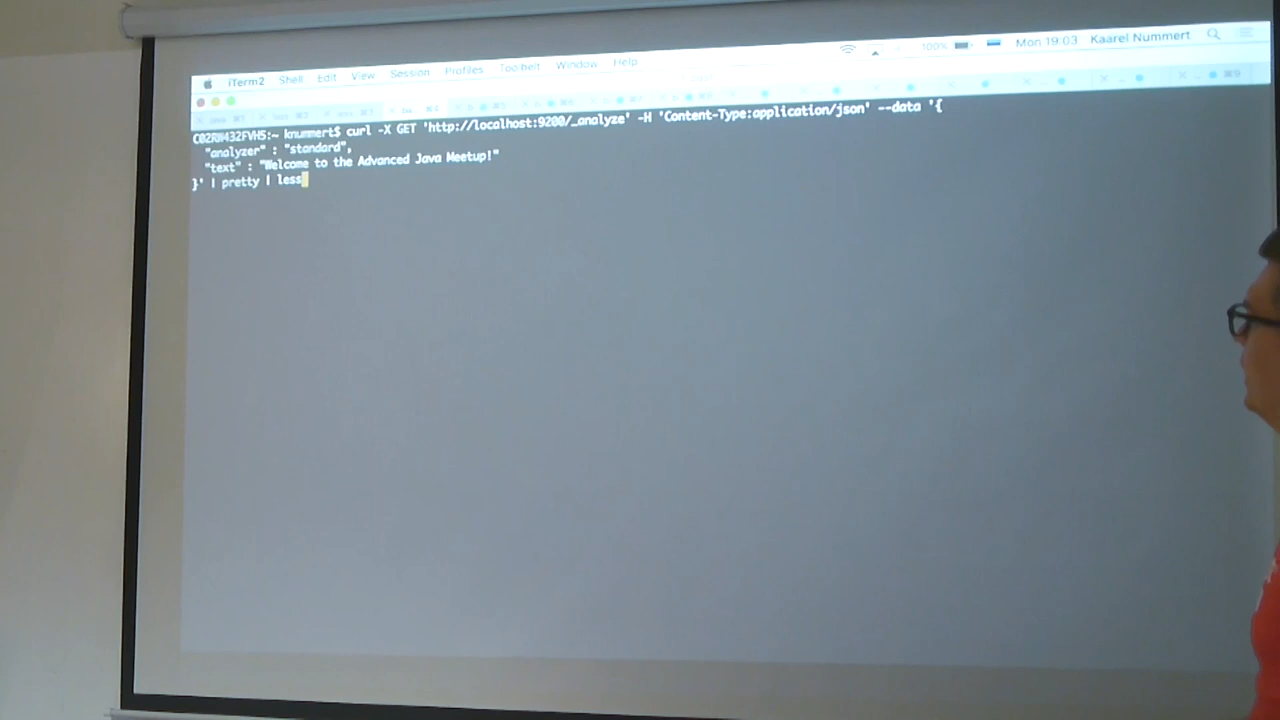 iTerm2 Shell Edit View Session Profiles Toolbelt Window Help 100% Mon 19:03 Kaarel Nummert
C02RW432FVH5:~ knummert$ curl -X GET 'http://localhost:9200/_analyze' -H 'Content-Type:application/json' --data '{
"analyzer" : "standard",
"text" : "Welcome to the Advanced Java Meetup!"
}' | pretty | less